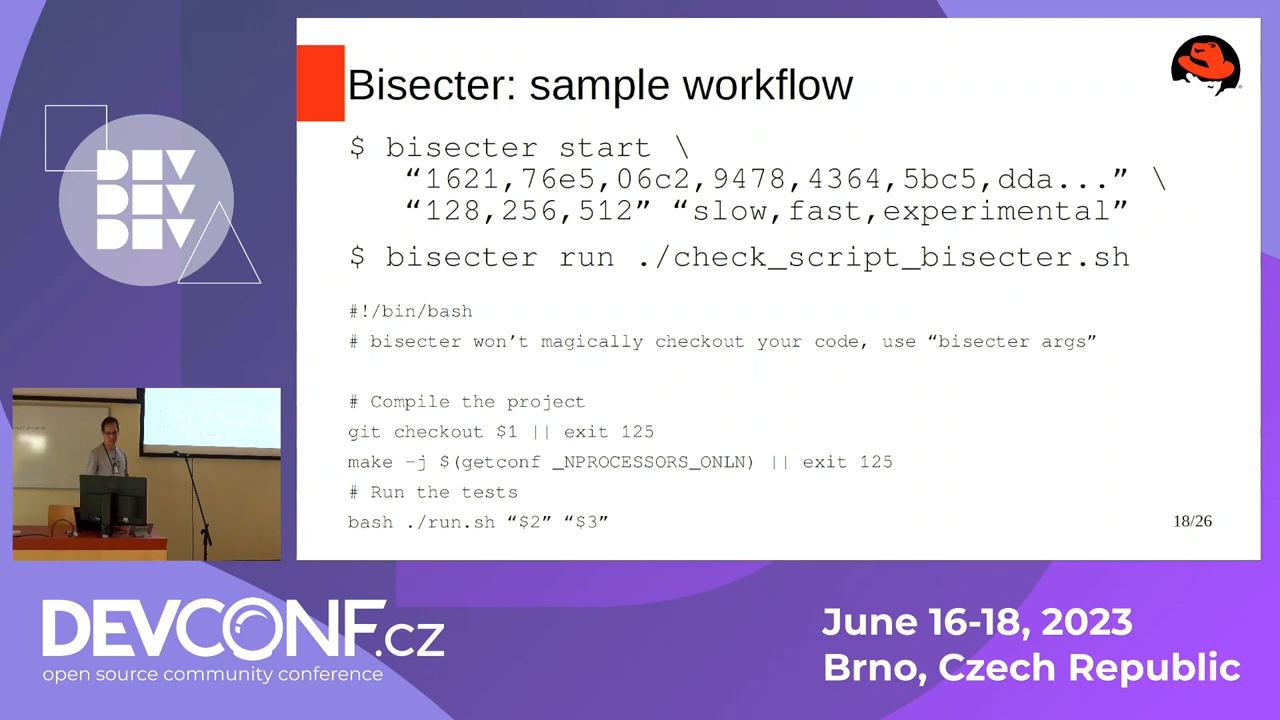 Bisecter: sample workflow
$ bisecter start \
“1621,76e5,06c2,9478,4364,5bc5,dda...” \
“128,256,512” “slow,fast,experimental”
$ bisecter run ./check_script_bisecter.sh
#!/bin/bash
# bisecter won’t magically checkout your code, use “bisecter args”
# Compile the project
git checkout $1 || exit 125
make -j $(getconf _NPROCESSORS_ONLN) || exit 125
# Run the tests
bash ./run.sh “$2” “$3”
18/26
DEV
DEV
DEV
DEVCONF.cz
open source community conference
June 16-18, 2023
Brno, Czech Republic